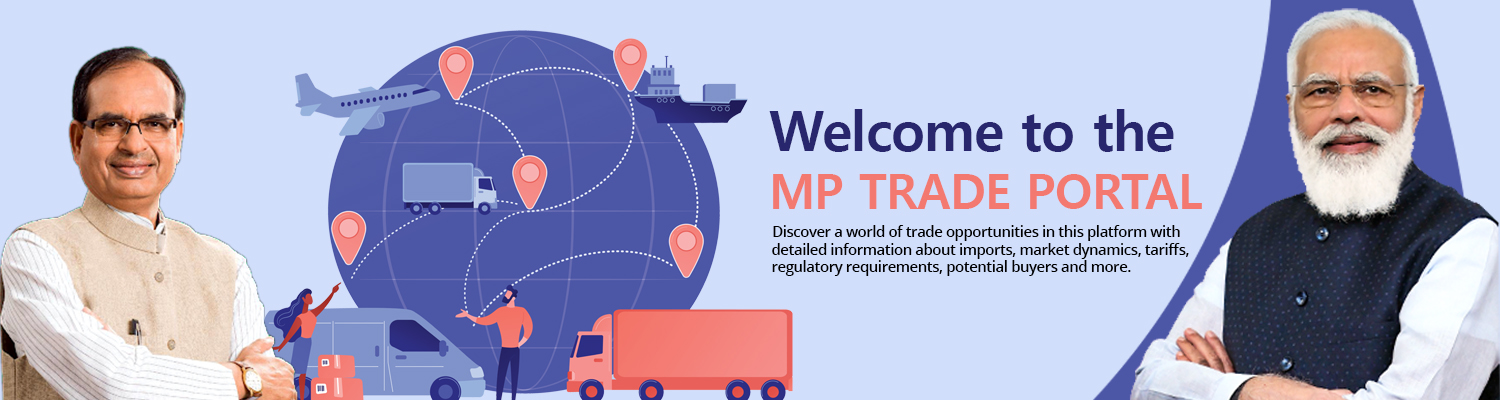 Welcome to the
MP TRADE PORTAL
Discover a world of trade opportunities in this platform with
detailed information about imports, market dynamics, tariffs,
regulatory requirements, potential buyers and more.